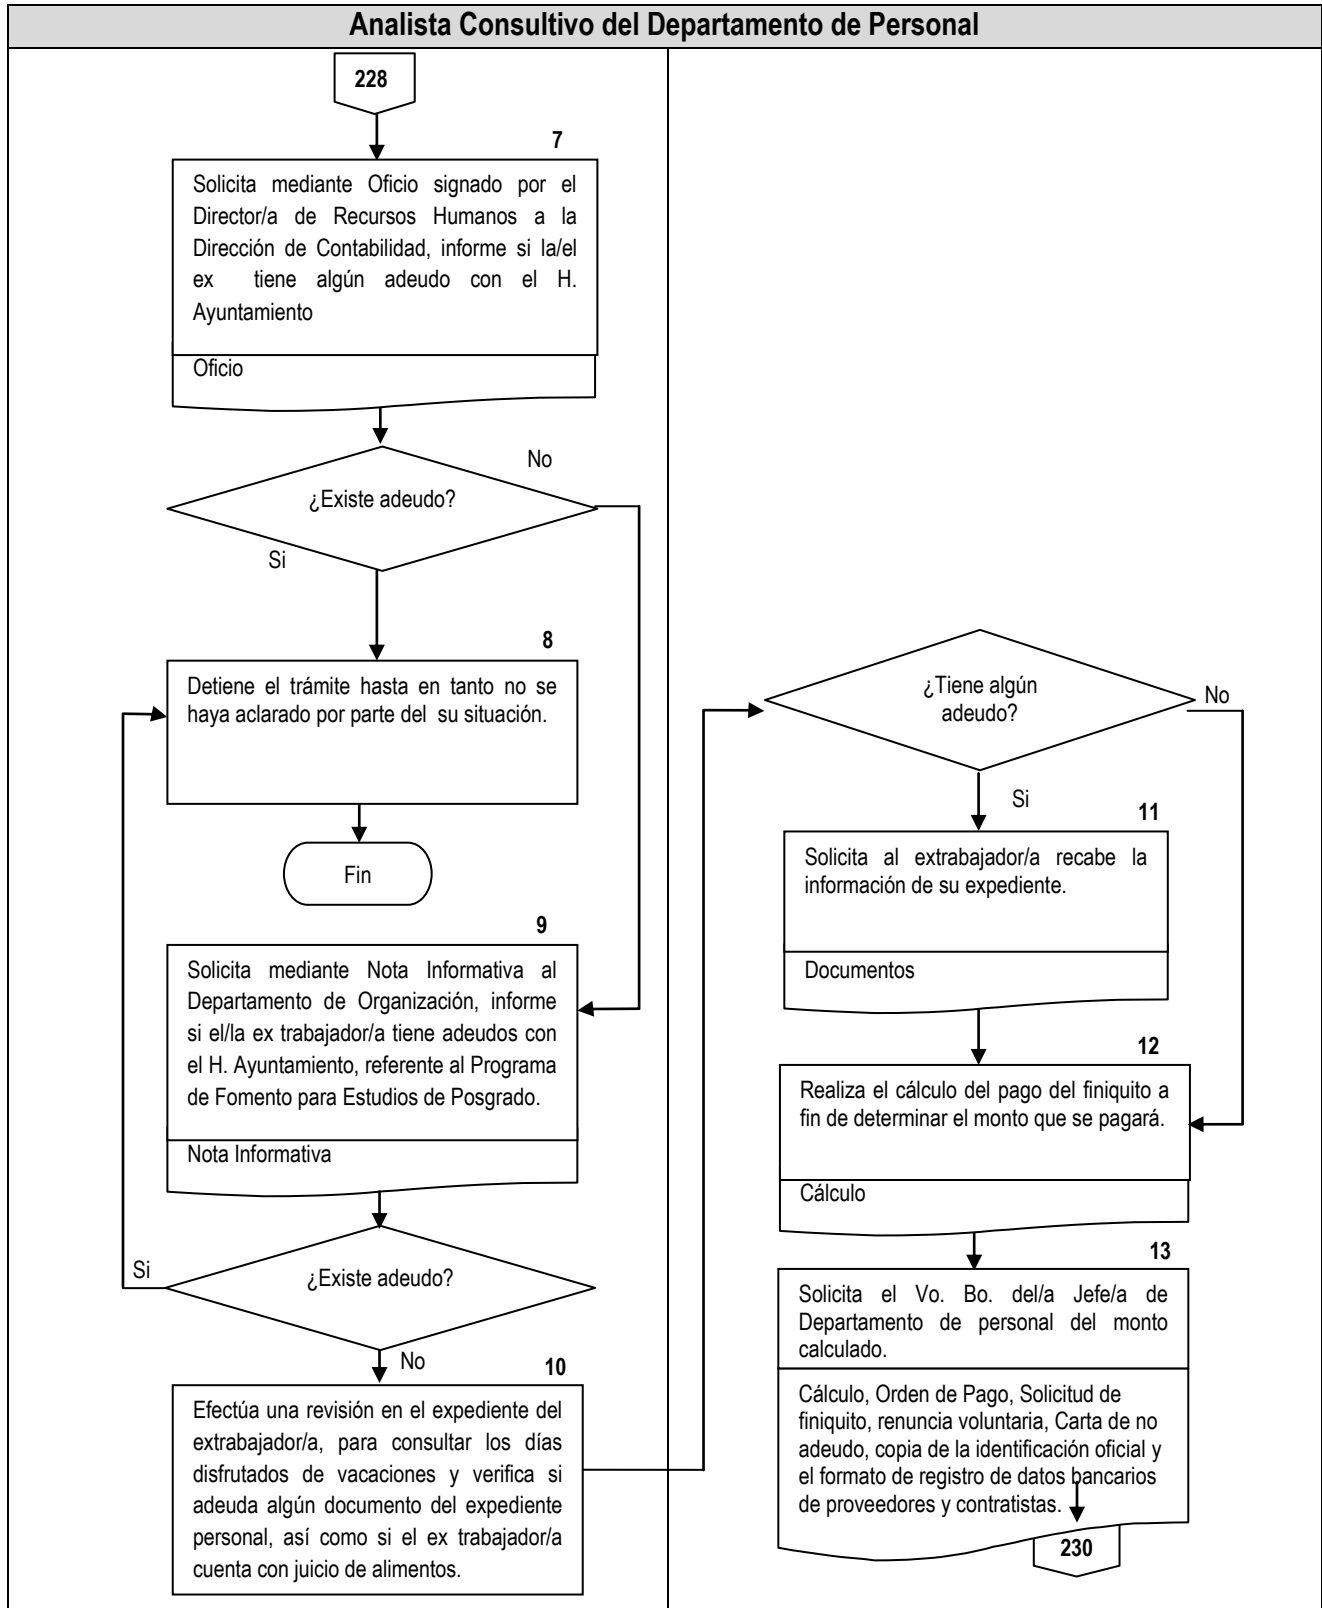 Analista Consultivo del Departamento de Personal
228
7
Solicita mediante Oficio signado por el
Director/a de Recursos Humanos a la
Dirección de Contabilidad, informe si la/el
ex tiene algún adeudo con el H.
Ayuntamiento
Oficio
No
¿Existe adeudo?
Si
8
Detiene el trámite hasta en tanto no se
haya aclarado por parte del su situación.
Fin
9
Solicita mediante Nota Informativa al
Departamento de Organización, informe
si el/la ex trabajador/a tiene adeudos con
el H. Ayuntamiento, referente al Programa
de Fomento para Estudios de Posgrado.
Nota Informativa
Si
¿Existe adeudo?
No
10
Efectúa una revisión en el expediente del
extrabajador/a, para consultar los días
disfrutados de vacaciones y verifica si
adeuda algún documento del expediente
personal, así como si el ex trabajador/a
cuenta con juicio de alimentos.
¿Tiene algún
adeudo?
No
Si
11
Solicita al extrabajador/a recabe la
información de su expediente.
Documentos
12
Realiza el cálculo del pago del finiquito a
fin de determinar el monto que se pagará.
Cálculo
13
Solicita el Vo. Bo. del/a Jefe/a de
Departamento de personal del monto
calculado.
Cálculo, Orden de Pago, Solicitud de
finiquito, renuncia voluntaria, Carta de no
adeudo, copia de la identificación oficial y
el formato de registro de datos bancarios
de proveedores y contratistas.
230